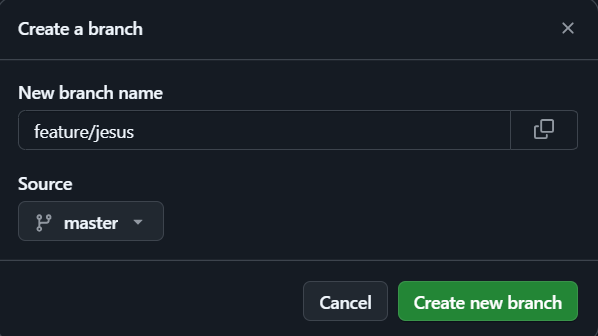 Create a branch
New branch name
feature/jesus
Source
master
Cancel
Create new branch